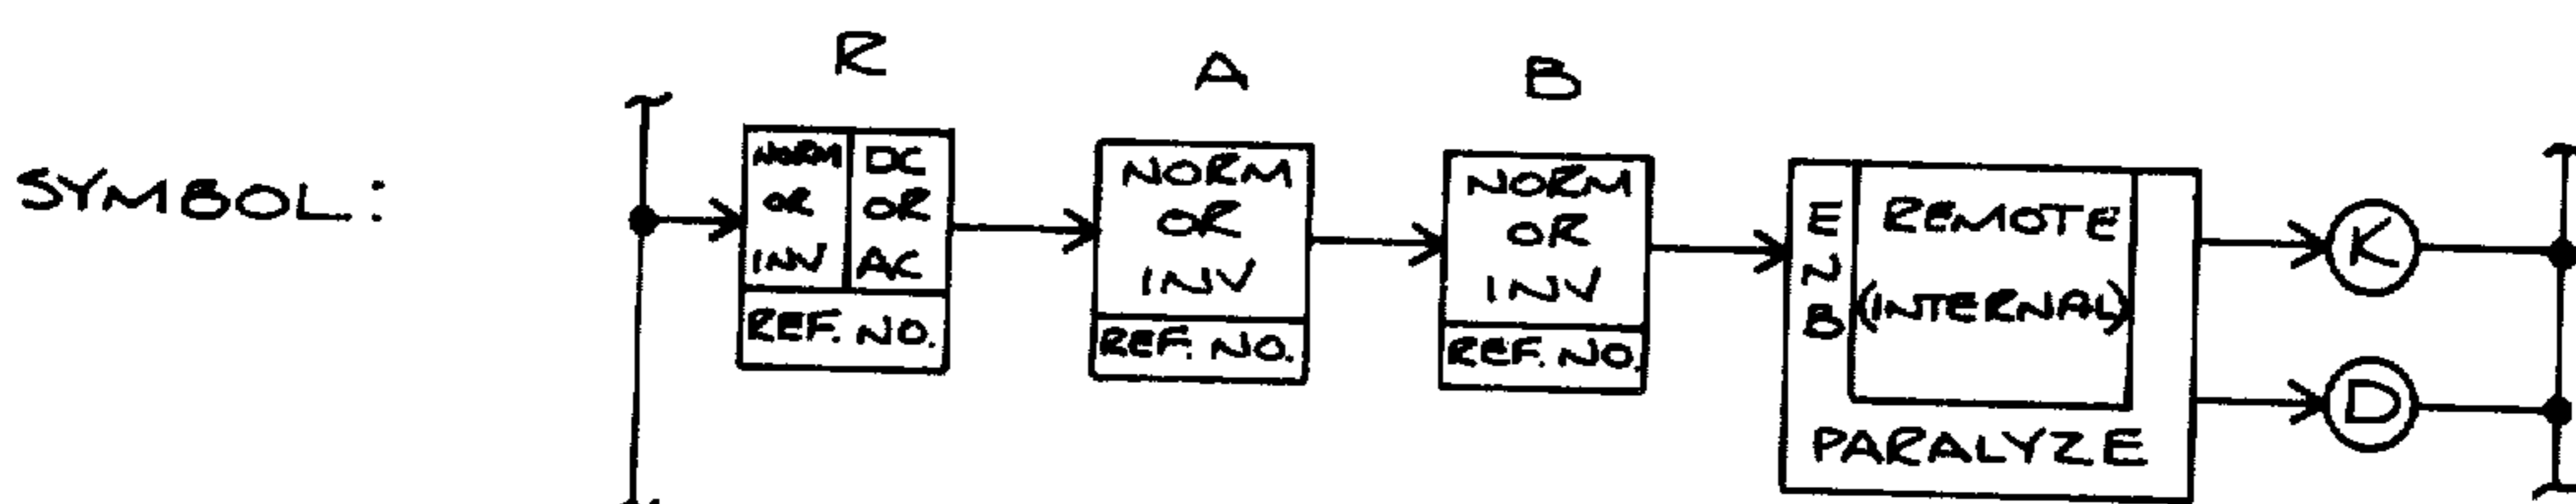 SYMBOL:
R
NORM
OR
INV
DC
OR
AC
REF. NO.
A
NORM
OR
INV
REF. NO.
B
NORM
OR
INV
REF. NO.
ENB
REMOTE
(INTERNAL)
PARALYZE
K
D